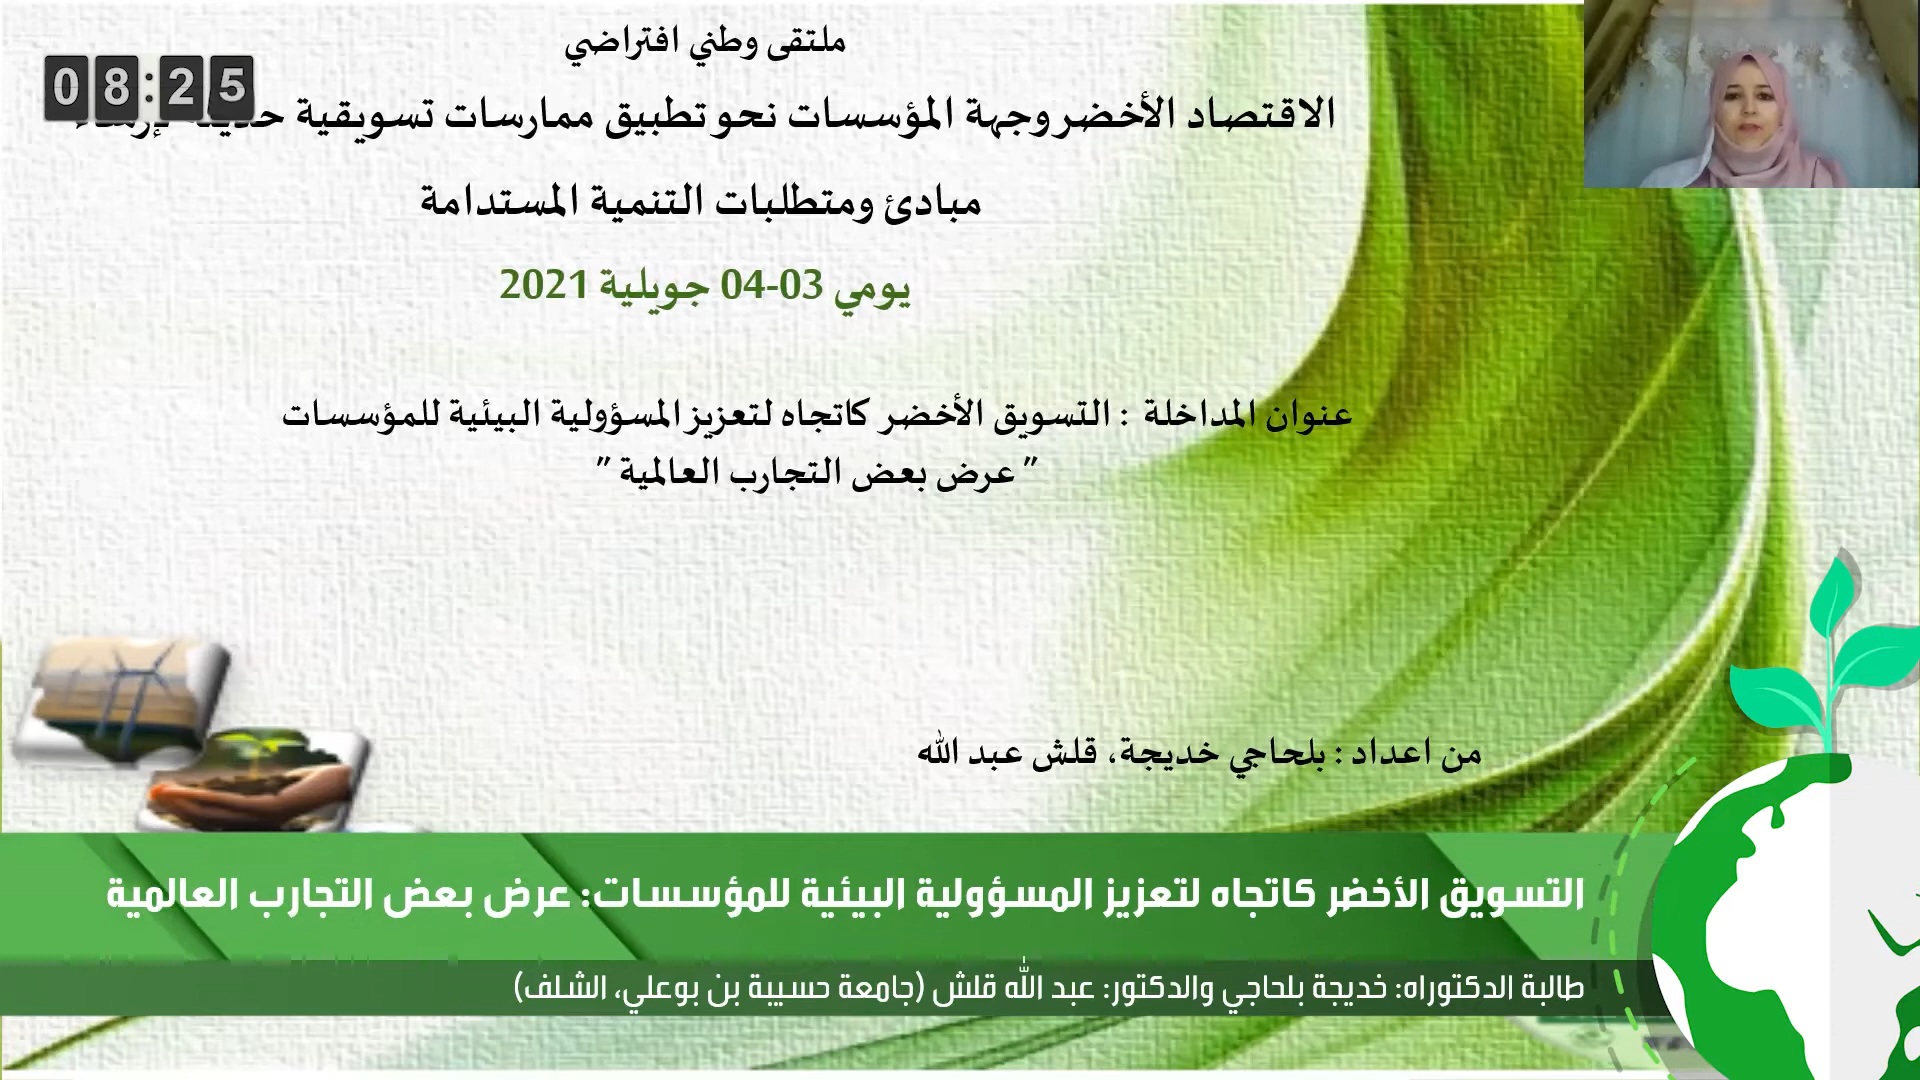 ملتقى وطني افتراضي
08:25
الاقتصاد الأخضر وجهة المؤسسات نحو تطبيق ممارسات تسويقية
مبادئ ومتطلبات التنمية المستدامة
يومي 03-04 جويلية 2021
عنوان المداخلة : التسويق الأخضر كاتجاه لتعزيز المسؤولية البيئية للمؤسسات
" عرض بعض التجارب العالمية "
من اعداد : بلحاجي خديجة، قلش عبد الله
التسويق الأخضر كاتجاه لتعزيز المسؤولية البيئية للمؤسسات: عرض بعض التجارب العالمية
طالبة الدكتوراه: خديجة بلحاجي والدكتور: عبد الله قلش (جامعة حسيبة بن بوعلي، الشلف)